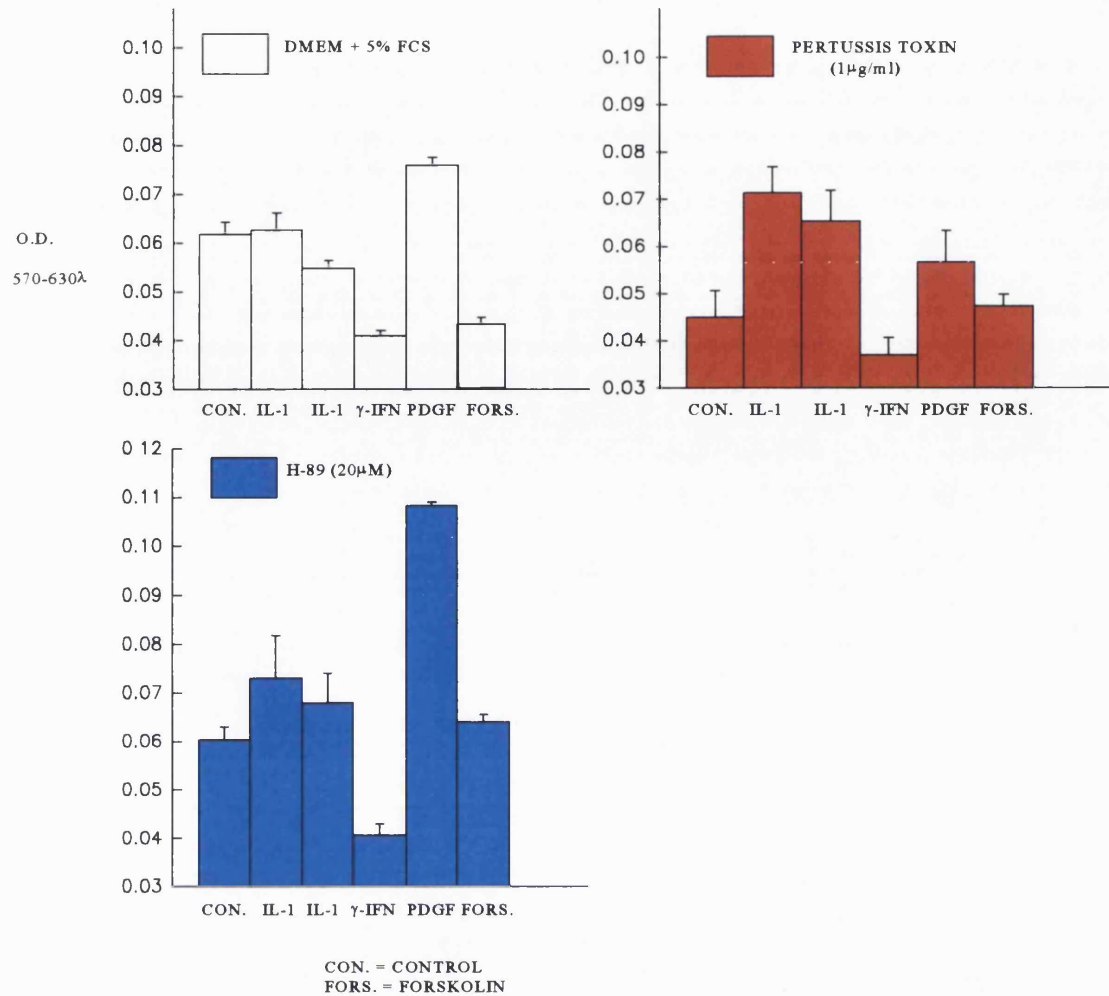 DMEM + 5% FCS
0.10
0.09
0.08
0.07
0.06
0.05
0.04
0.03
O.D.
570-630λ
CON. IL-1 IL-1 γ-IFN PDGF FORS.
PERTUSSIS TOXIN
(1μg/ml)
0.10
0.09
0.08
0.07
0.06
0.05
0.04
0.03
CON. IL-1 IL-1 γ-IFN PDGF FORS.
H-89 (20μM)
0.12
0.11
0.10
0.09
0.08
0.07
0.06
0.05
0.04
0.03
CON. IL-1 IL-1 γ-IFN PDGF FORS.
CON. = CONTROL
FORS. = FORSKOLIN